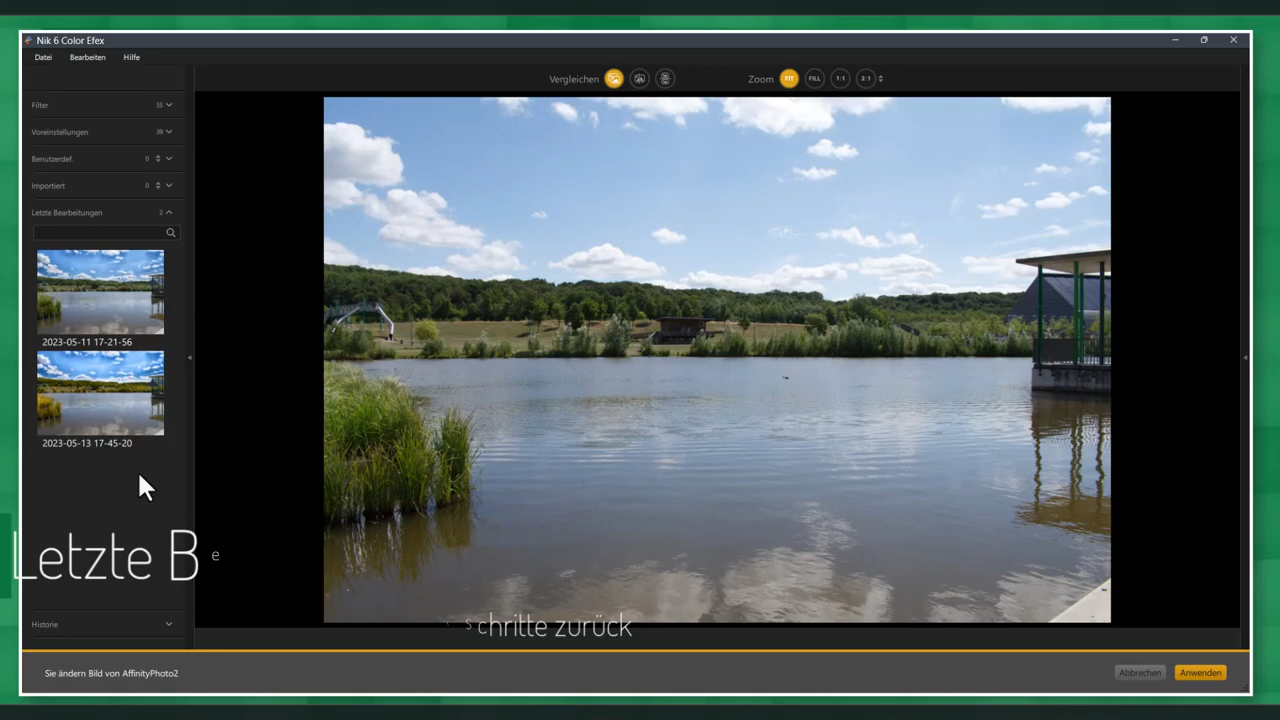 Nik 6 Color Efex
Datei Bearbeiten Hilfe
Vergleichen Zoom FIT FILL 1:1 2:1
Filter 55
Voreinstellungen 39
Benutzerdef. 0
Importiert 0
Letzte Bearbeitungen 2
2023-05-11 17-21-56
2023-05-13 17-45-20
Letzte B e
s chritte zurück
Historie
Sie ändern Bild von AffinityPhoto2
Abbrechen Anwenden